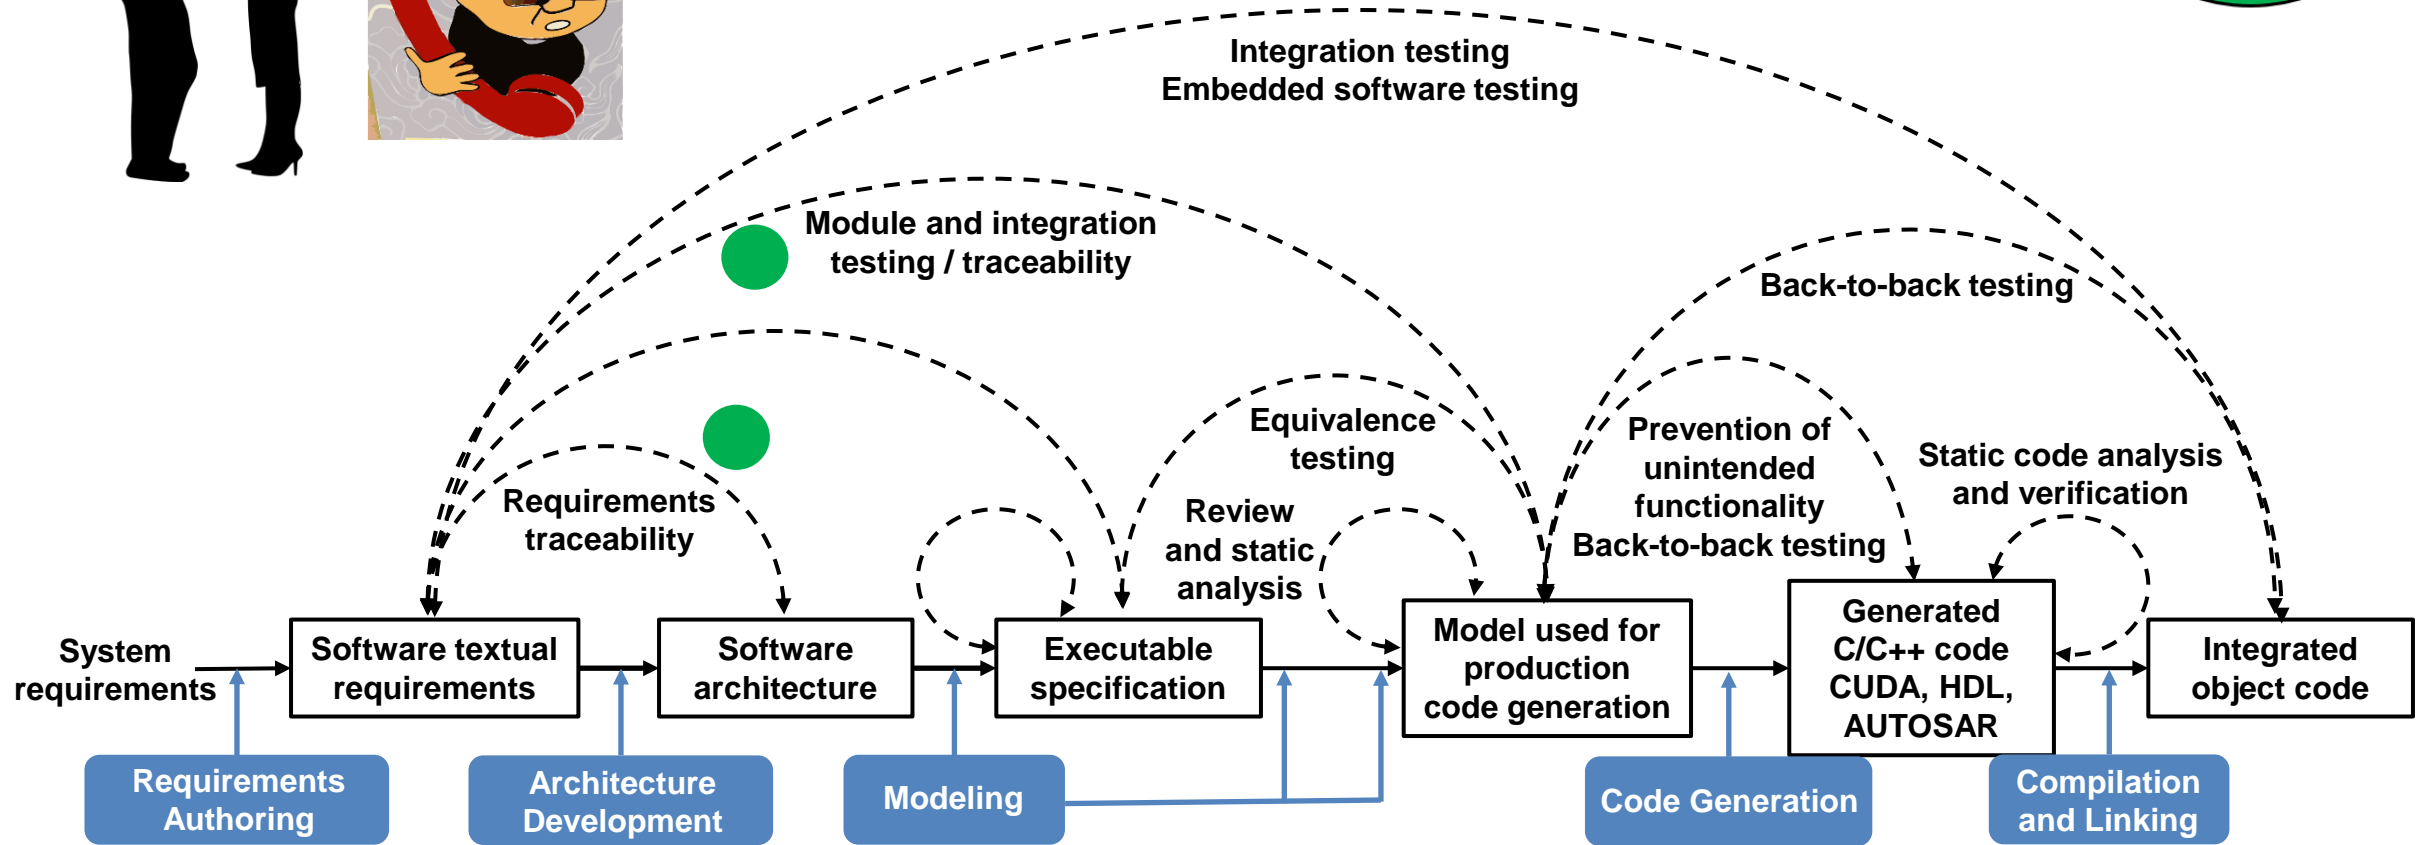 Integration testing
Embedded software testing
Module and integration
testing / traceability
Back-to-back testing
Equivalence
testing
Prevention of
unintended
functionality
Back-to-back testing
Static code analysis
and verification
Requirements
traceability
Review
and static
analysis
System
requirements
Software textual
requirements
Software
architecture
Executable
specification
Model used for
production
code generation
Generated
C/C++ code
CUDA, HDL,
AUTOSAR
Integrated
object code
Requirements
Authoring
Architecture
Development
Modeling
Code Generation
Compilation
and Linking